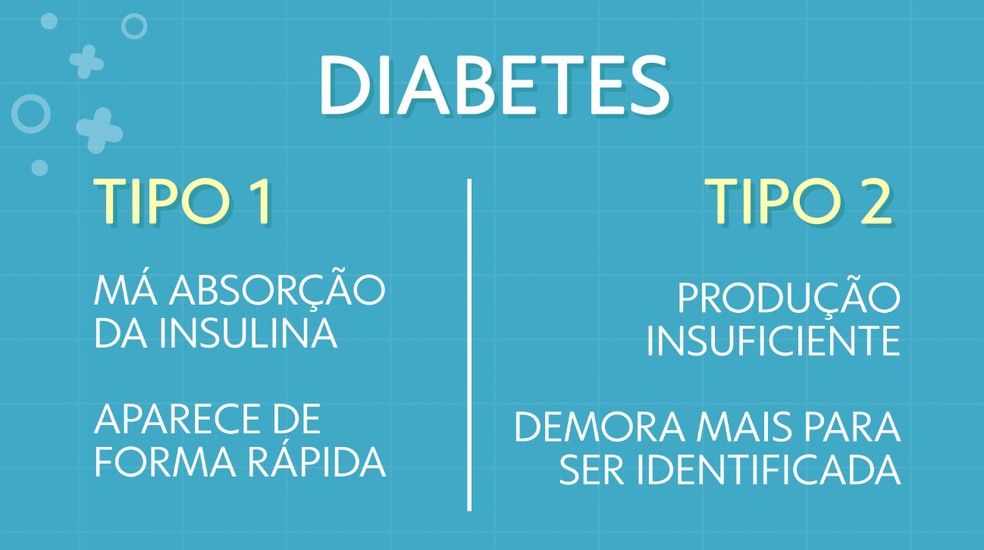 DIABETES
TIPO 1
MÁ ABSORÇÃO
DA INSULINA
APARECE DE
FORMA RÁPIDA
TIPO 2
PRODUÇÃO
INSUFICIENTE
DEMORA MAIS PARA
SER IDENTIFICADA